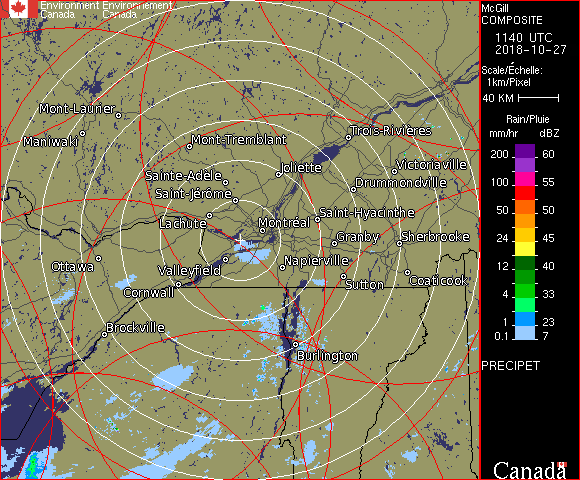 Environment Environnement
Canada Canada
McGill
COMPOSITE
1140 UTC
2018-10-27
Scale/Échelle:
1km/Pixel
40 KM
Rain/Pluie
mm/hr dBZ
200 60
100 55
50 50
24 45
12 40
4 33
1 23
0.1 7
PRECIPET
Canada
Mont-Laurier
Maniwaki
Mont-Tremblant
Trois-Rivières
Joliette
Victoriaville
Sainte-Adèle
Drummondville
Saint-Jérôme
Lachute
Montréal
Saint-Hyacinthe
Granby
Sherbrooke
Ottawa
Valleyfield
Napierville
Cornwall
Sutton
Coaticook
Brockville
Burlington